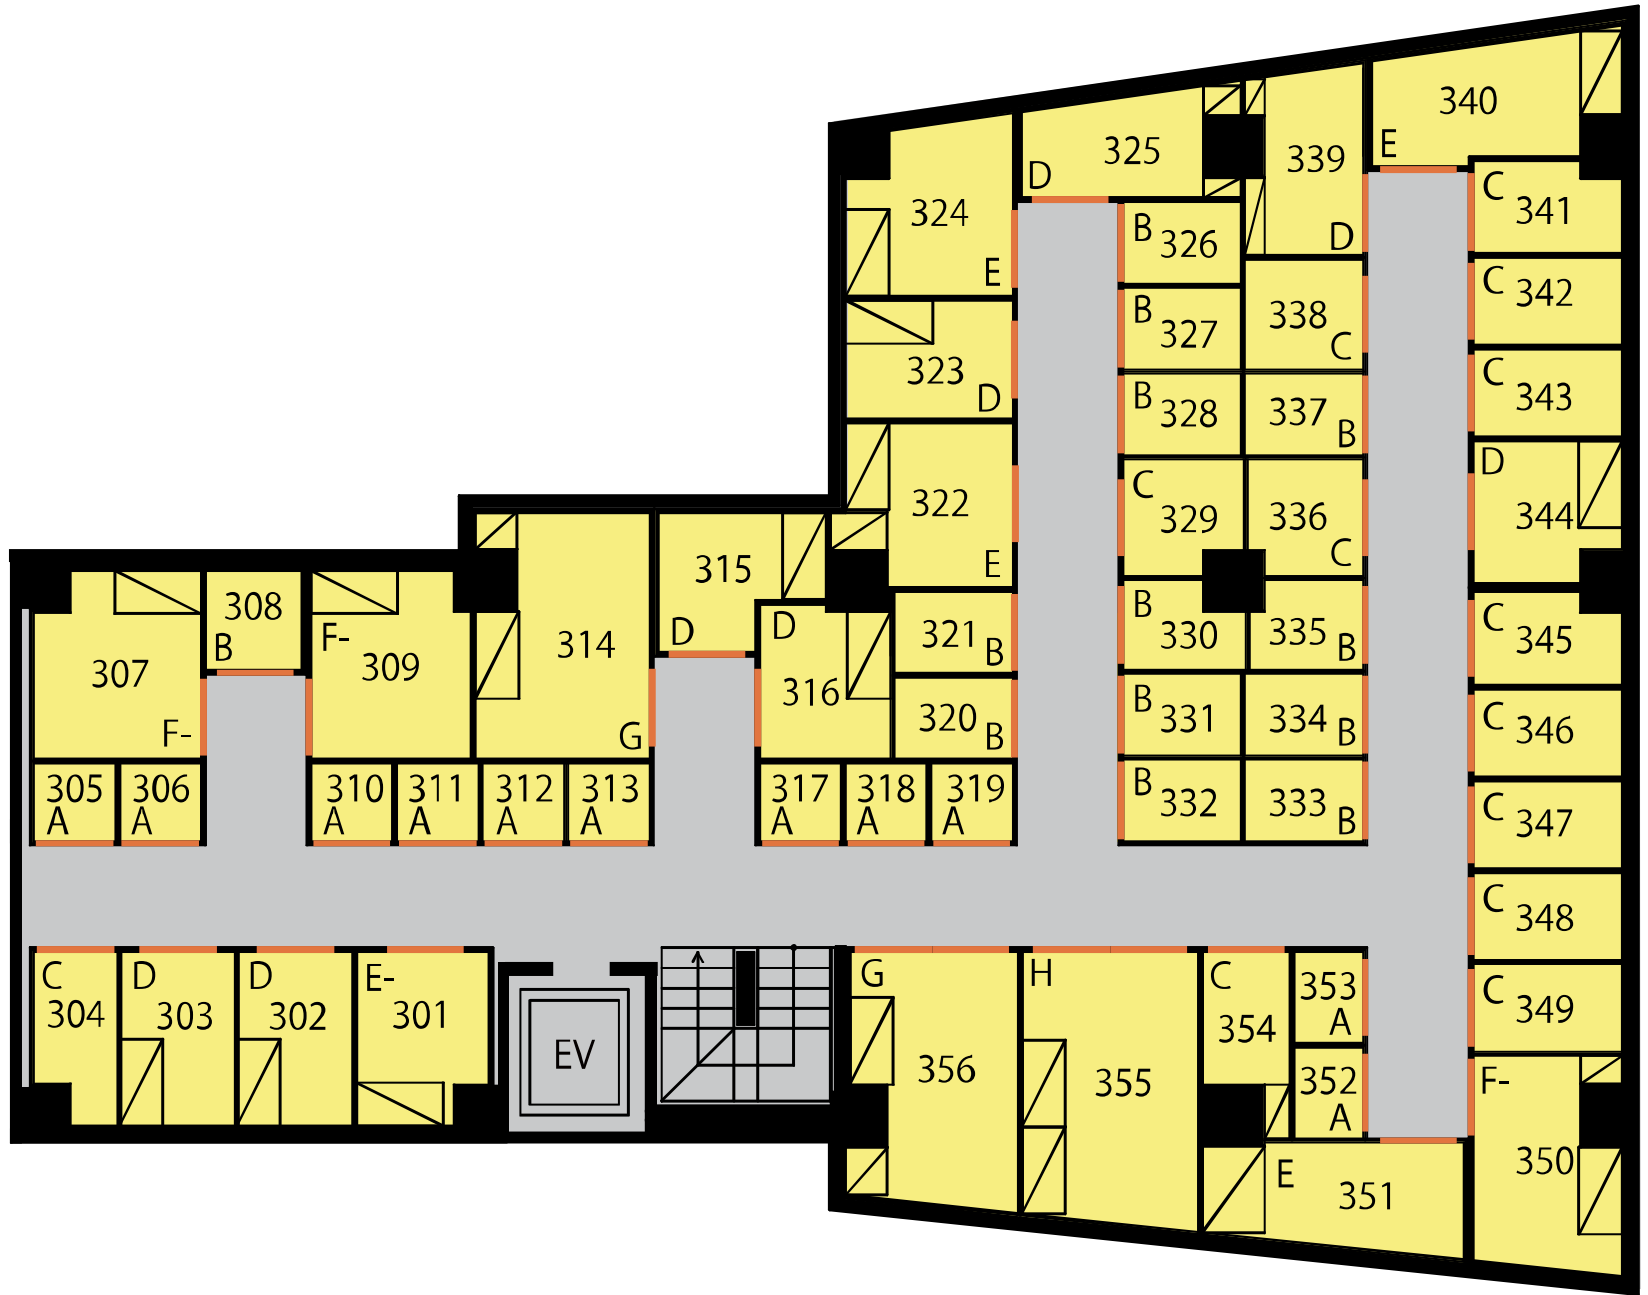 340
E
325
D
339
D
324
E
B 326
C 341
C 342
B 327
338
C
323
D
C 343
B 328
337
B
D
344
322
E
C
329
336
C
315
D
308
B
F-
309
307
F-
314
G
D
316
321
B
B
330
335
B
C 345
320
B
B
331
334
B
C 346
305
A
306
A
310
A
311
A
312
A
313
A
317
A
318
A
319
A
B
332
333
B
C 347
C 348
C
304
D
303
D
302
E-
301
EV
G
356
H
355
C
354
353
A
352
A
C 349
F-
350
E
351